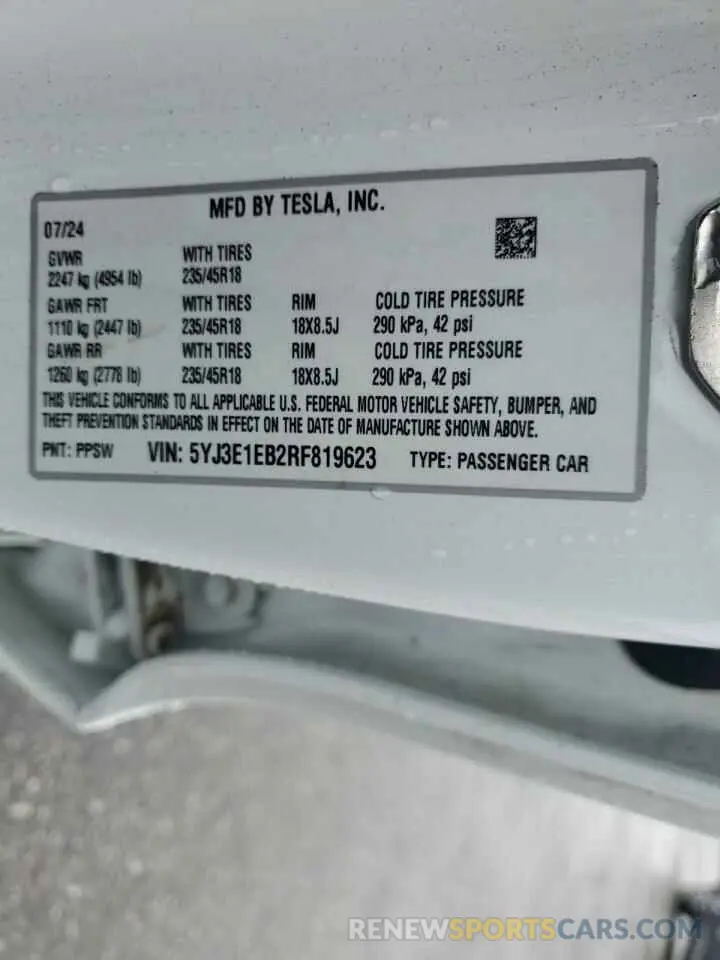 MFD BY TESLA, INC.
07/24
GVWR WITH TIRES
2247 kg (4954 lb) 235/45R18
GAWR FRT WITH TIRES RIM COLD TIRE PRESSURE
1110 kg (2447 lb) 235/45R18 18X8.5J 290 kPa, 42 psi
GAWR RR WITH TIRES RIM COLD TIRE PRESSURE
1260 kg (2778 lb) 235/45R18 18X8.5J 290 kPa, 42 psi
THIS VEHICLE CONFORMS TO ALL APPLICABLE U.S. FEDERAL MOTOR VEHICLE SAFETY, BUMPER, AND
THEFT PREVENTION STANDARDS IN EFFECT ON THE DATE OF MANUFACTURE SHOWN ABOVE.
PNT: PPSW VIN: 5YJ3E1EB2RF819623 TYPE: PASSENGER CAR
RENEWSPORTSCARS.COM